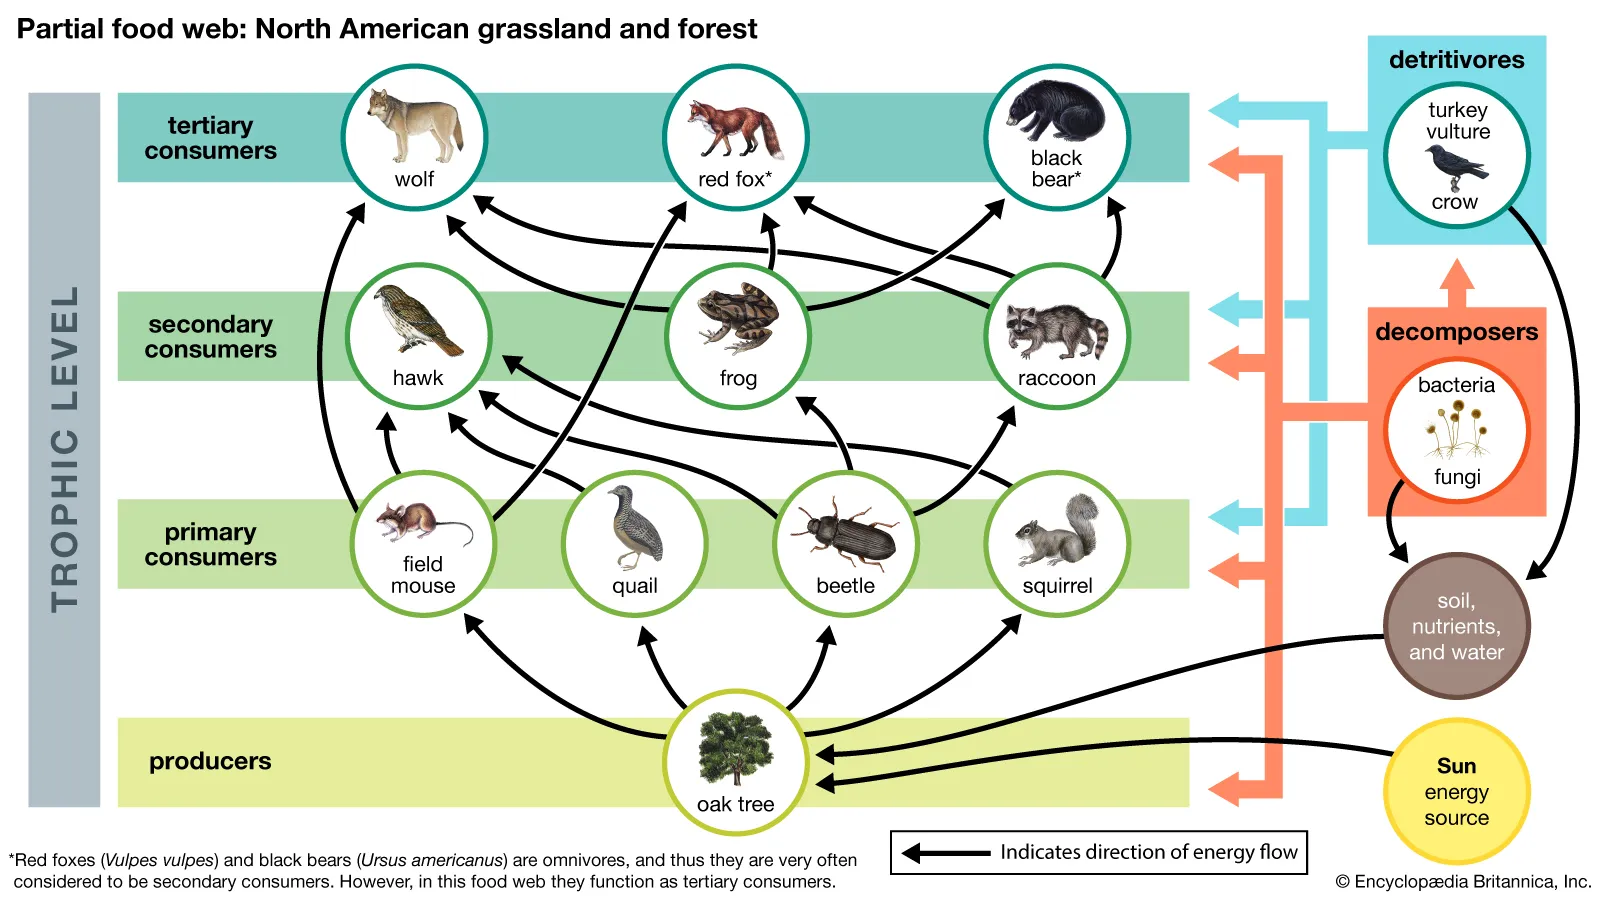 Partial food web: North American grassland and forest
TROPHIC LEVEL
tertiary
consumers
wolf
red fox*
black
bear*
secondary
consumers
hawk
frog
raccoon
primary
consumers
field
mouse
quail
beetle
squirrel
producers
oak tree
detritivores
turkey
vulture
crow
decomposers
bacteria
fungi
soil,
nutrients,
and water
Sun
energy
source
Indicates direction of energy flow
*Red foxes (Vulpes vulpes) and black bears (Ursus americanus) are omnivores, and thus they are very often
considered to be secondary consumers. However, in this food web they function as tertiary consumers.
© Encyclopædia Britannica, Inc.